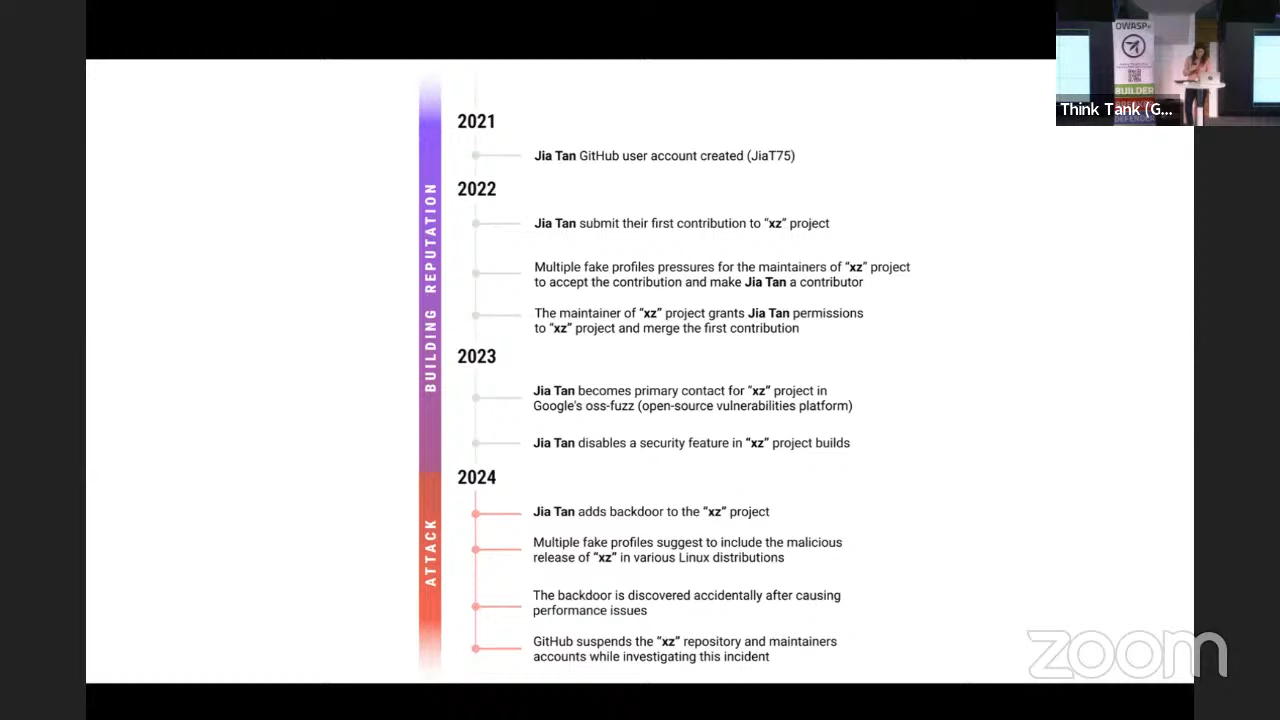 OWASP
BUILDER
BREAKER
DEFENDER
Think Tank (G...
2021
Jia Tan GitHub user account created (JiaT75)
2022
Jia Tan submit their first contribution to “xz” project
Multiple fake profiles pressures for the maintainers of “xz” project
to accept the contribution and make Jia Tan a contributor
The maintainer of “xz” project grants Jia Tan permissions
to “xz” project and merge the first contribution
2023
Jia Tan becomes primary contact for “xz” project in
Google's oss-fuzz (open-source vulnerabilities platform)
Jia Tan disables a security feature in “xz” project builds
BUILDING REPUTATION
2024
Jia Tan adds backdoor to the “xz” project
Multiple fake profiles suggest to include the malicious
release of “xz” in various Linux distributions
The backdoor is discovered accidentally after causing
performance issues
GitHub suspends the “xz” repository and maintainers
accounts while investigating this incident
ATTACK
zoom